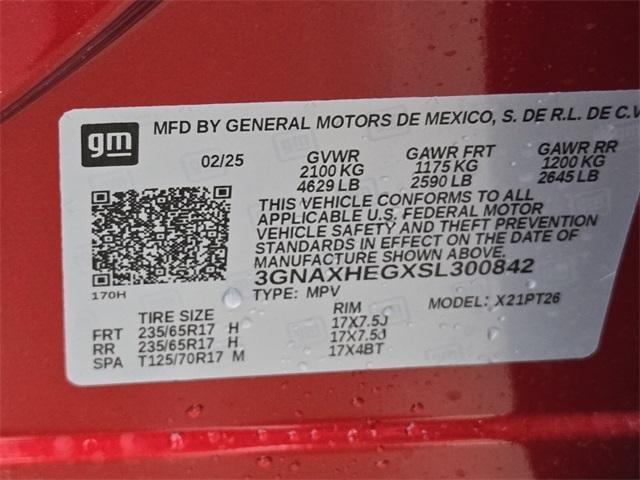 gm
MFD BY GENERAL MOTORS DE MEXICO, S. DE R.L. DE C.V
02/25 GVWR GAWR FRT GAWR RR
2100 KG 1175 KG 1200 KG
4629 LB 2590 LB 2645 LB
THIS VEHICLE CONFORMS TO ALL
APPLICABLE U.S. FEDERAL MOTOR
VEHICLE SAFETY AND THEFT PREVENTION
STANDARDS IN EFFECT ON THE DATE OF
MANUFACTURE SHOWN ABOVE.
3GNAXHEGXSL300842
170H
TYPE: MPV MODEL: X21PT26
TIRE SIZE RIM
FRT 235/65R17 H 17X7.5J
RR 235/65R17 H 17X7.5J
SPA T125/70R17 M 17X4BT